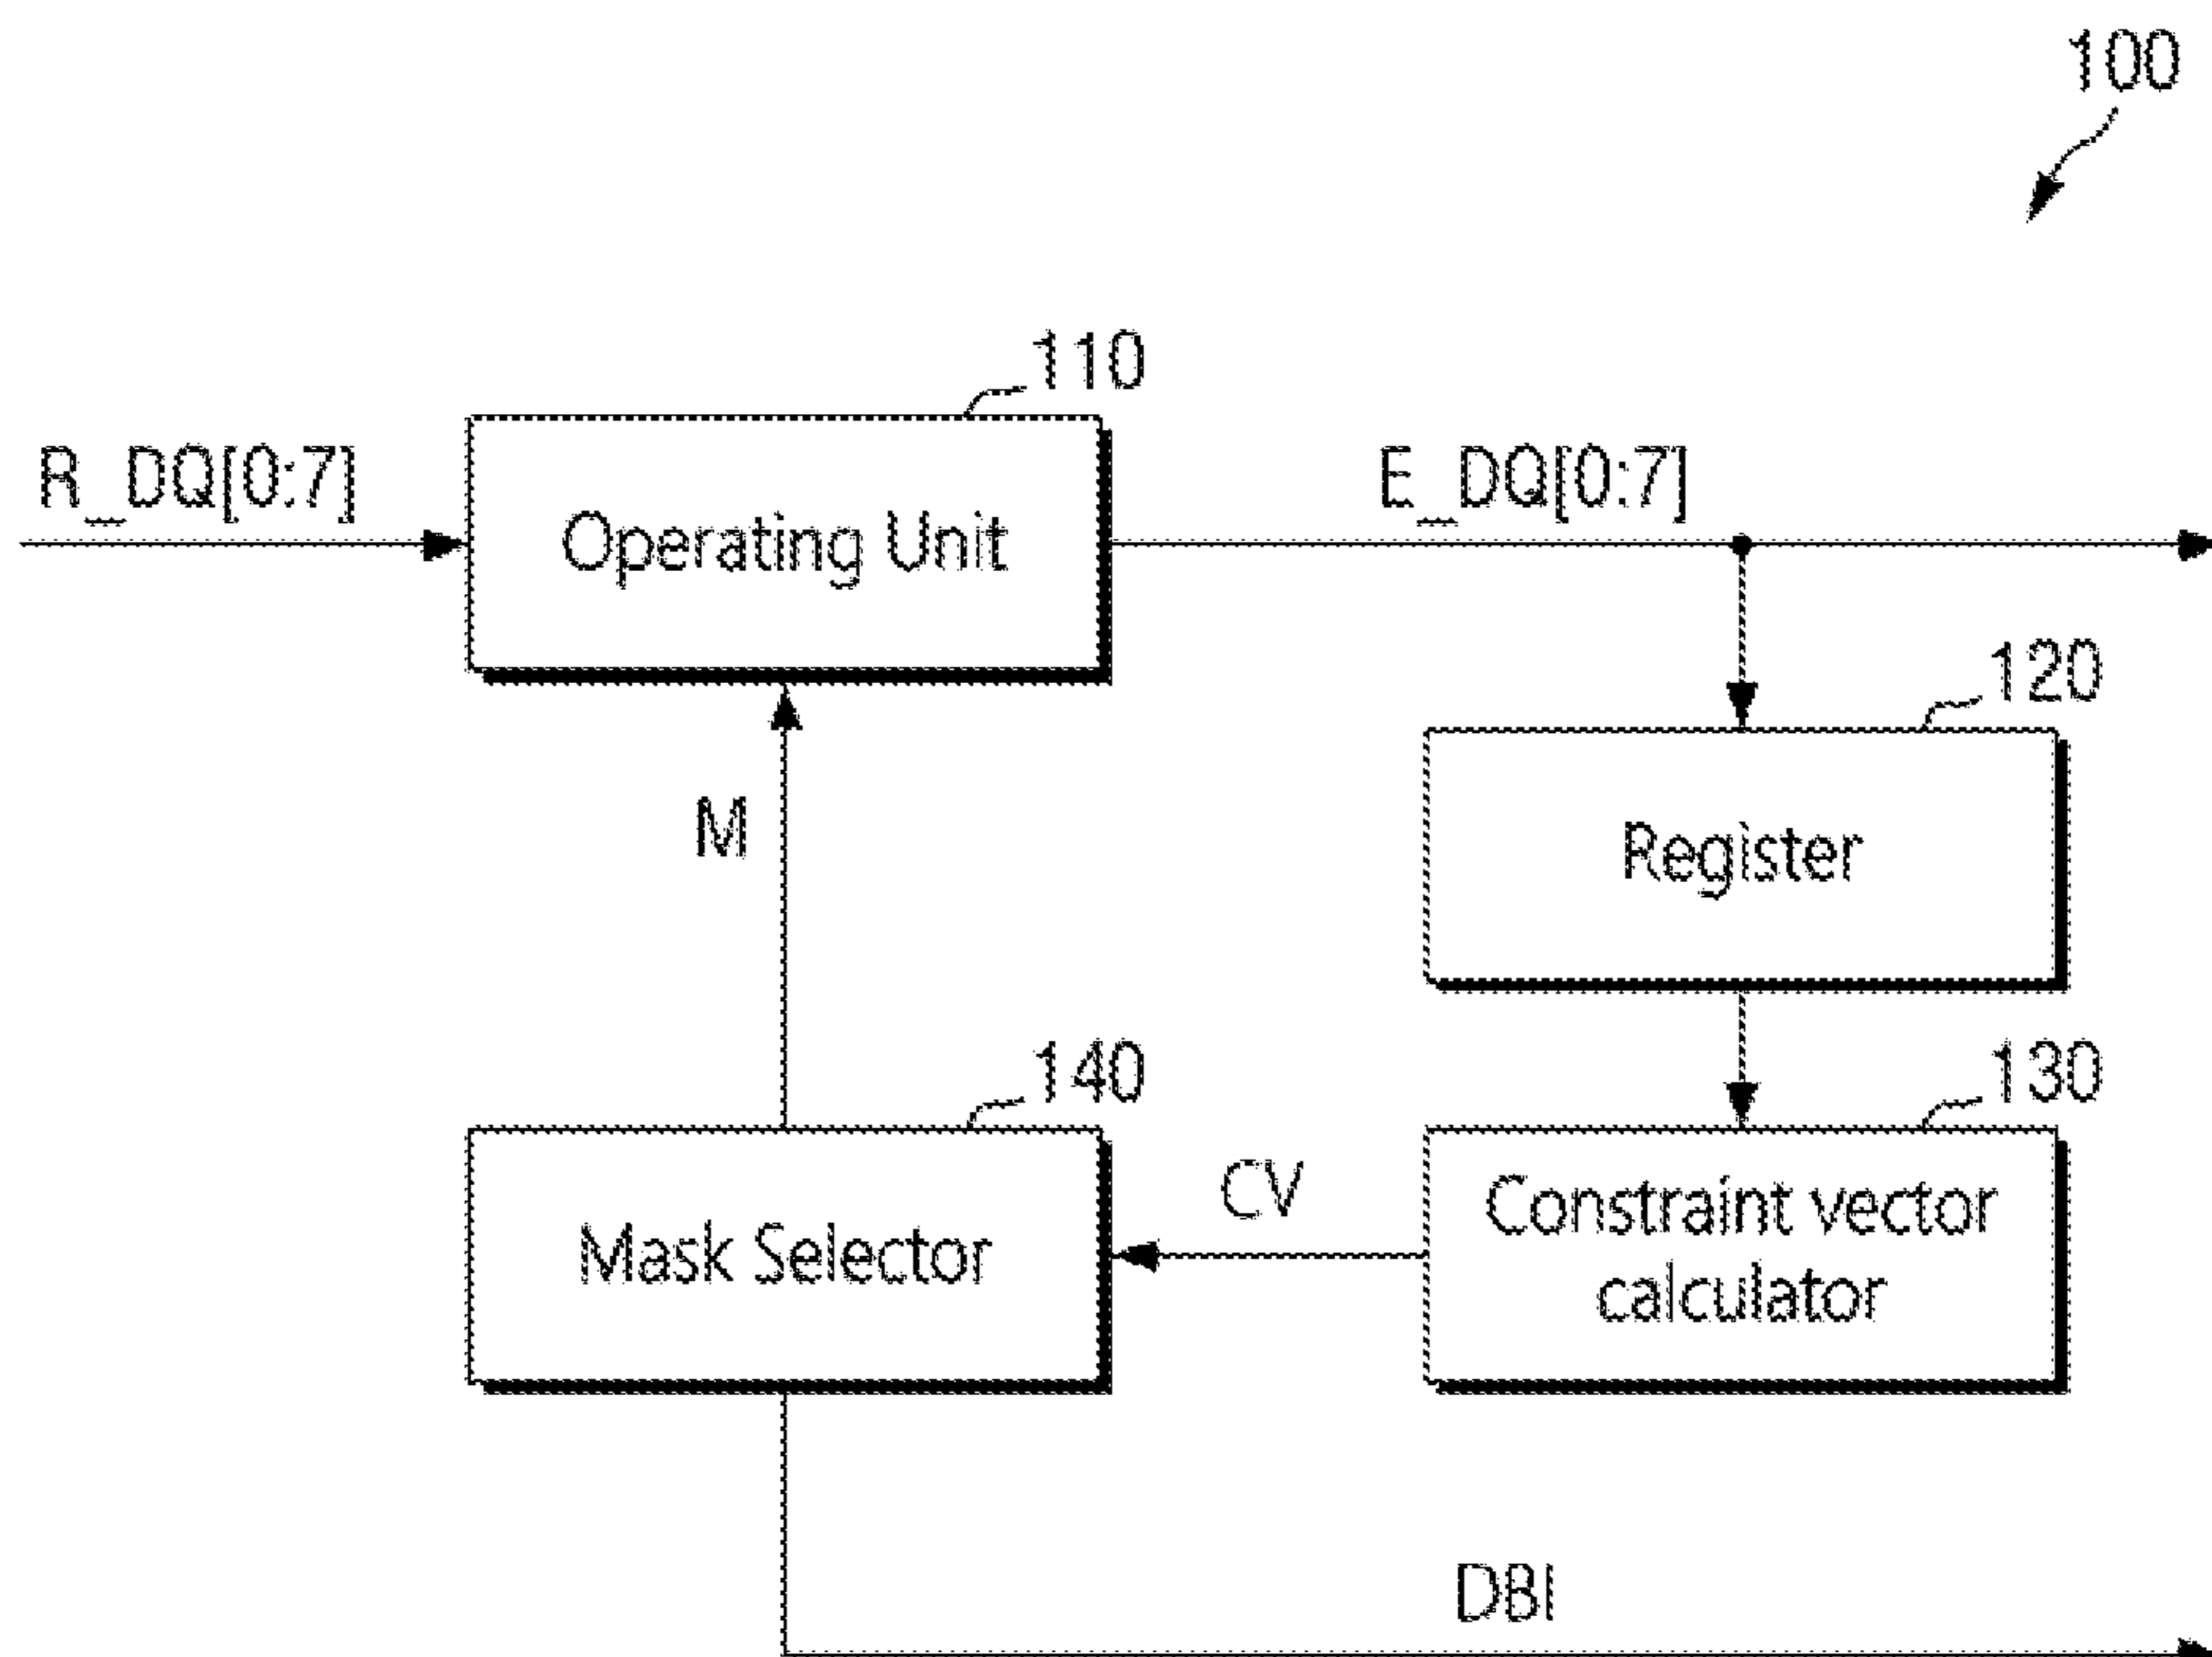 100
110
R_DQ[0:7]
E_DQ[0:7]
Operating Unit
120
M
Register
140
130
CV
Constraint vector
calculator
Mask Selector
DBI